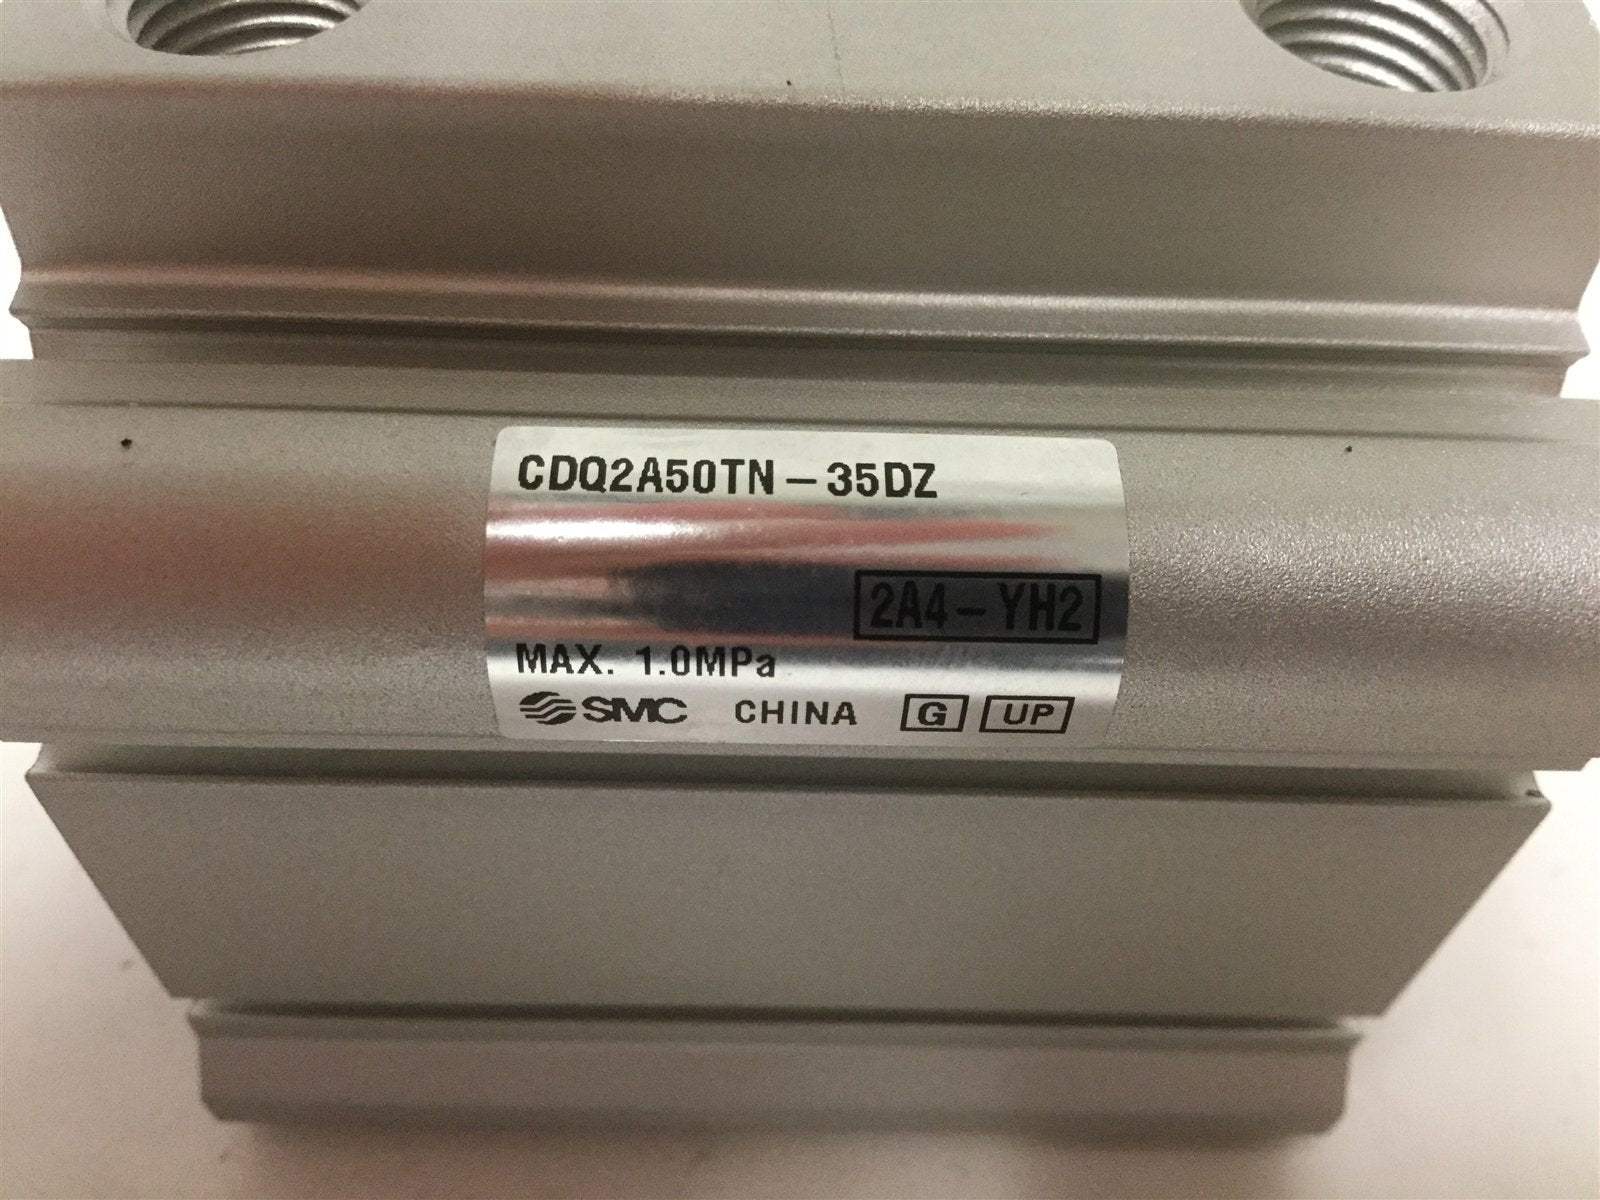 CDQ2A50TN-35DZ
2A4-YH2
MAX. 1.0MPa
SMC CHINA G UP